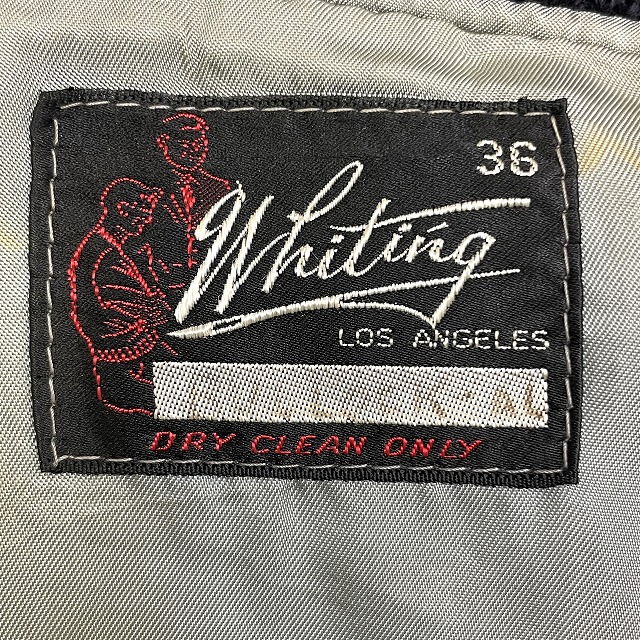 36
Whiting
LOS ANGELES
DRY CLEAN ONLY